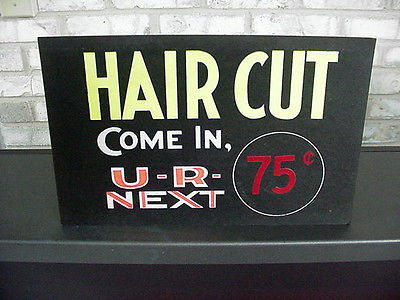 HAIR CUT
COME IN,
U-R-
NEXT
75¢